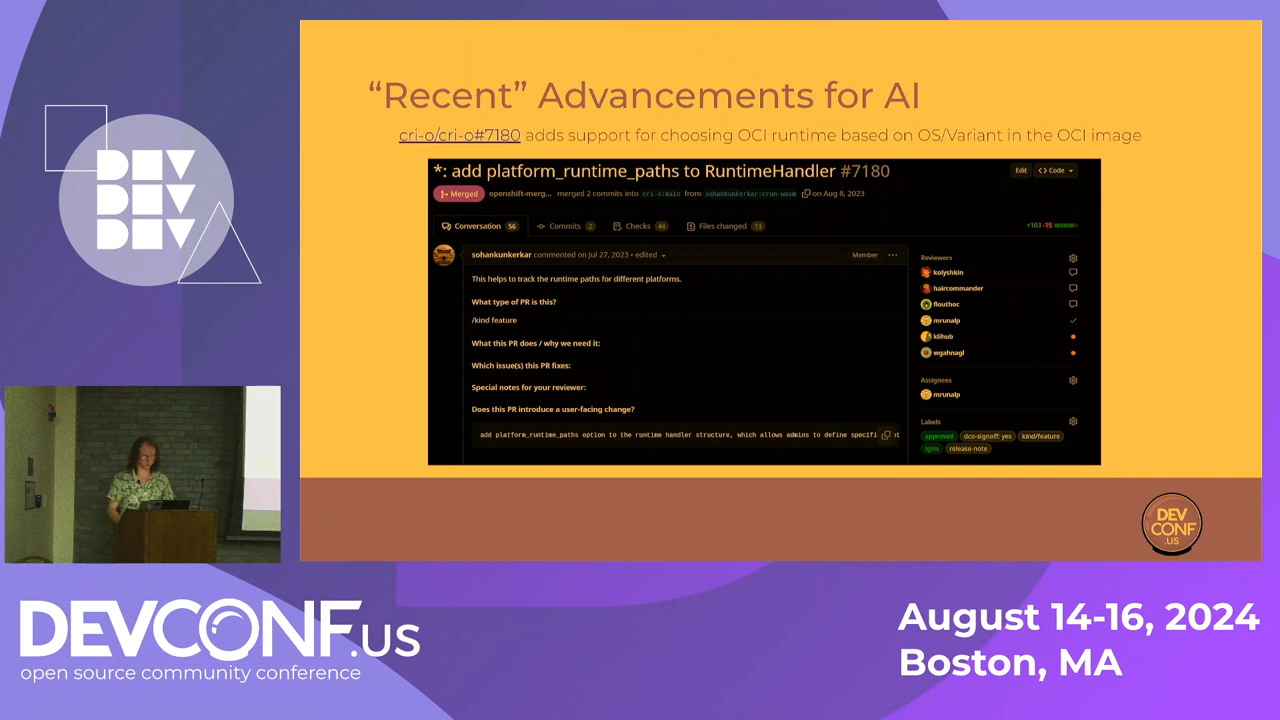 “Recent” Advancements for AI
cri-o/cri-o#7180 adds support for choosing OCI runtime based on OS/Variant in the OCI image
*: add platform_runtime_paths to RuntimeHandler #7180
Edit
<> Code
Merged
openshift-merg... merged 2 commits into cri-o:main from sohankunkerkar:crun-wasm on Aug 8, 2023
Conversation 56
Commits 2
Checks 44
Files changed 13
+103 -15
sohankunkerkar commented on Jul 27, 2023 • edited
Member
This helps to track the runtime paths for different platforms.
What type of PR is this?
/kind feature
What this PR does / why we need it:
Which issue(s) this PR fixes:
Special notes for your reviewer:
Does this PR introduce a user-facing change?
add platform_runtime_paths option to the runtime handler structure, which allows admins to define specifi
Reviewers
kolyshkin
haircommander
flouthoc
mrunalp
klihub
wgahnagl
Assignees
mrunalp
Labels
approved
dco-signoff: yes
kind/feature
lgtm
release-note
DEV
CONF
.US
DEV
DEV
DEV
DEVCONF.US
open source community conference
August 14-16, 2024
Boston, MA